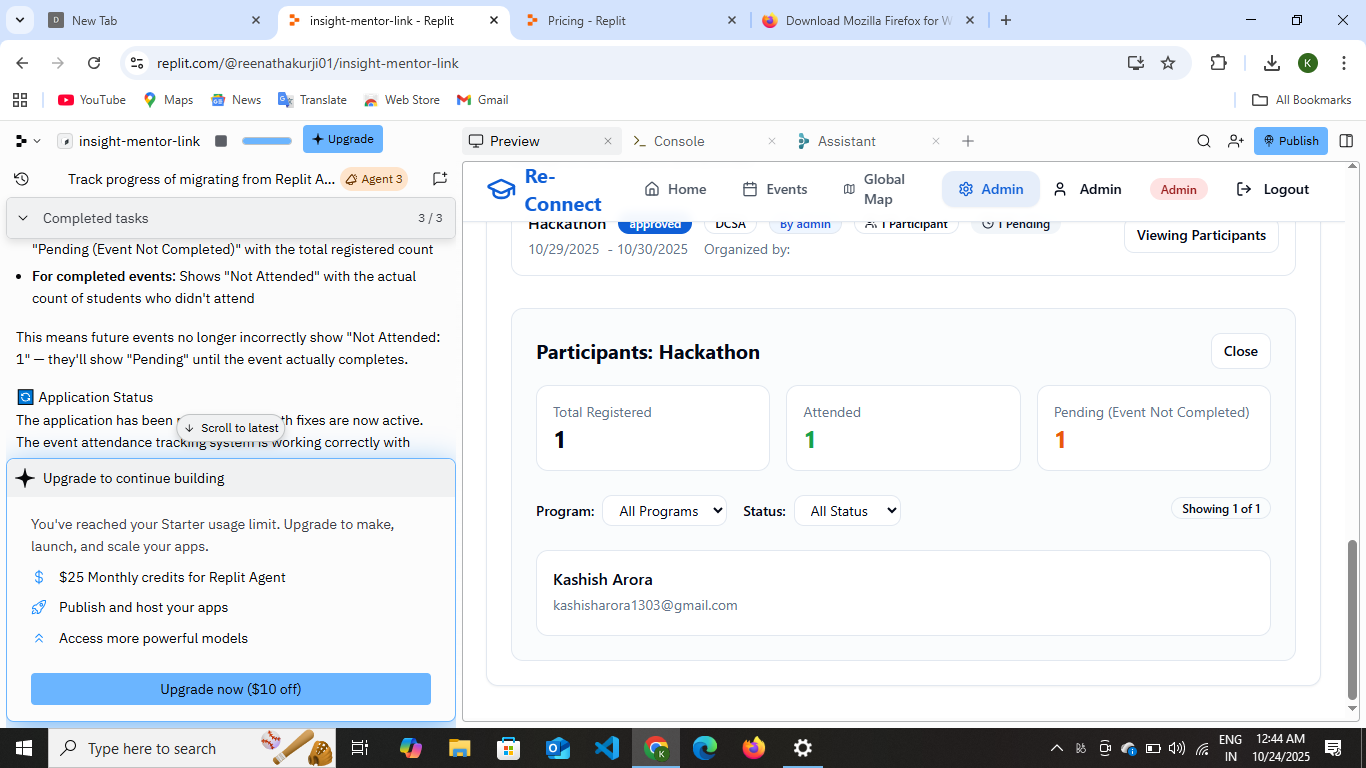 New Tab
insight-mentor-link - Replit
Pricing - Replit
Download Mozilla Firefox for W
replit.com/@reenathakurji01/insight-mentor-link
K
YouTube
Maps
News
Translate
Web Store
Gmail
All Bookmarks
insight-mentor-link
Upgrade
Preview
Console
Assistant
Publish
Track progress of migrating from Replit A...
Agent 3
Completed tasks
3 / 3
"Pending (Event Not Completed)" with the total registered count
• For completed events: Shows "Not Attended" with the actual
count of students who didn't attend
This means future events no longer incorrectly show "Not Attended:
1" — they'll show "Pending" until the event actually completes.
Application Status
The application has been
th fixes are now active.
Scroll to latest
The event attendance tracking system is working correctly with
Upgrade to continue building
You've reached your Starter usage limit. Upgrade to make,
launch, and scale your apps.
$25 Monthly credits for Replit Agent
Publish and host your apps
Access more powerful models
Upgrade now ($10 off)
Re-
Connect
Home
Events
Global
Map
Admin
Admin
Admin
Logout
Hackathon
approved
DCSA
By admin
1 Participant
1 Pending
10/29/2025 - 10/30/2025
Organized by:
Viewing Participants
Participants: Hackathon
Close
Total Registered
1
Attended
1
Pending (Event Not Completed)
1
Program:
All Programs
Status:
All Status
Showing 1 of 1
Kashish Arora
kashisharora1303@gmail.com
Type here to search
ENG
IN
12:44 AM
10/24/2025